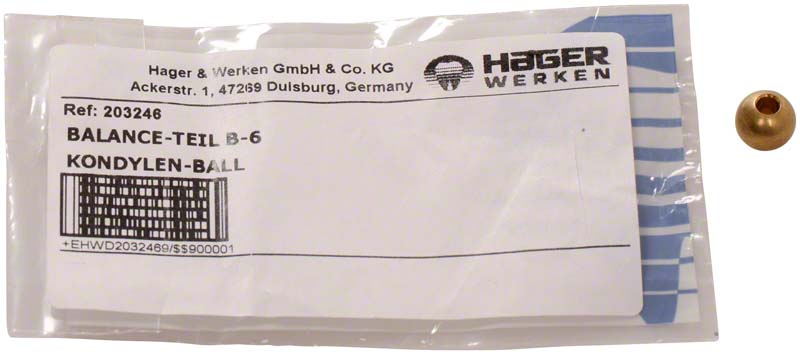 Hager & Werken GmbH & Co. KG
Ackerstr. 1, 47269 Duisburg, Germany
HAGER
WERKEN
Ref: 203246
BALANCE-TEIL B-6
KONDYLEN-BALL
+EHWD2032469/$$900001